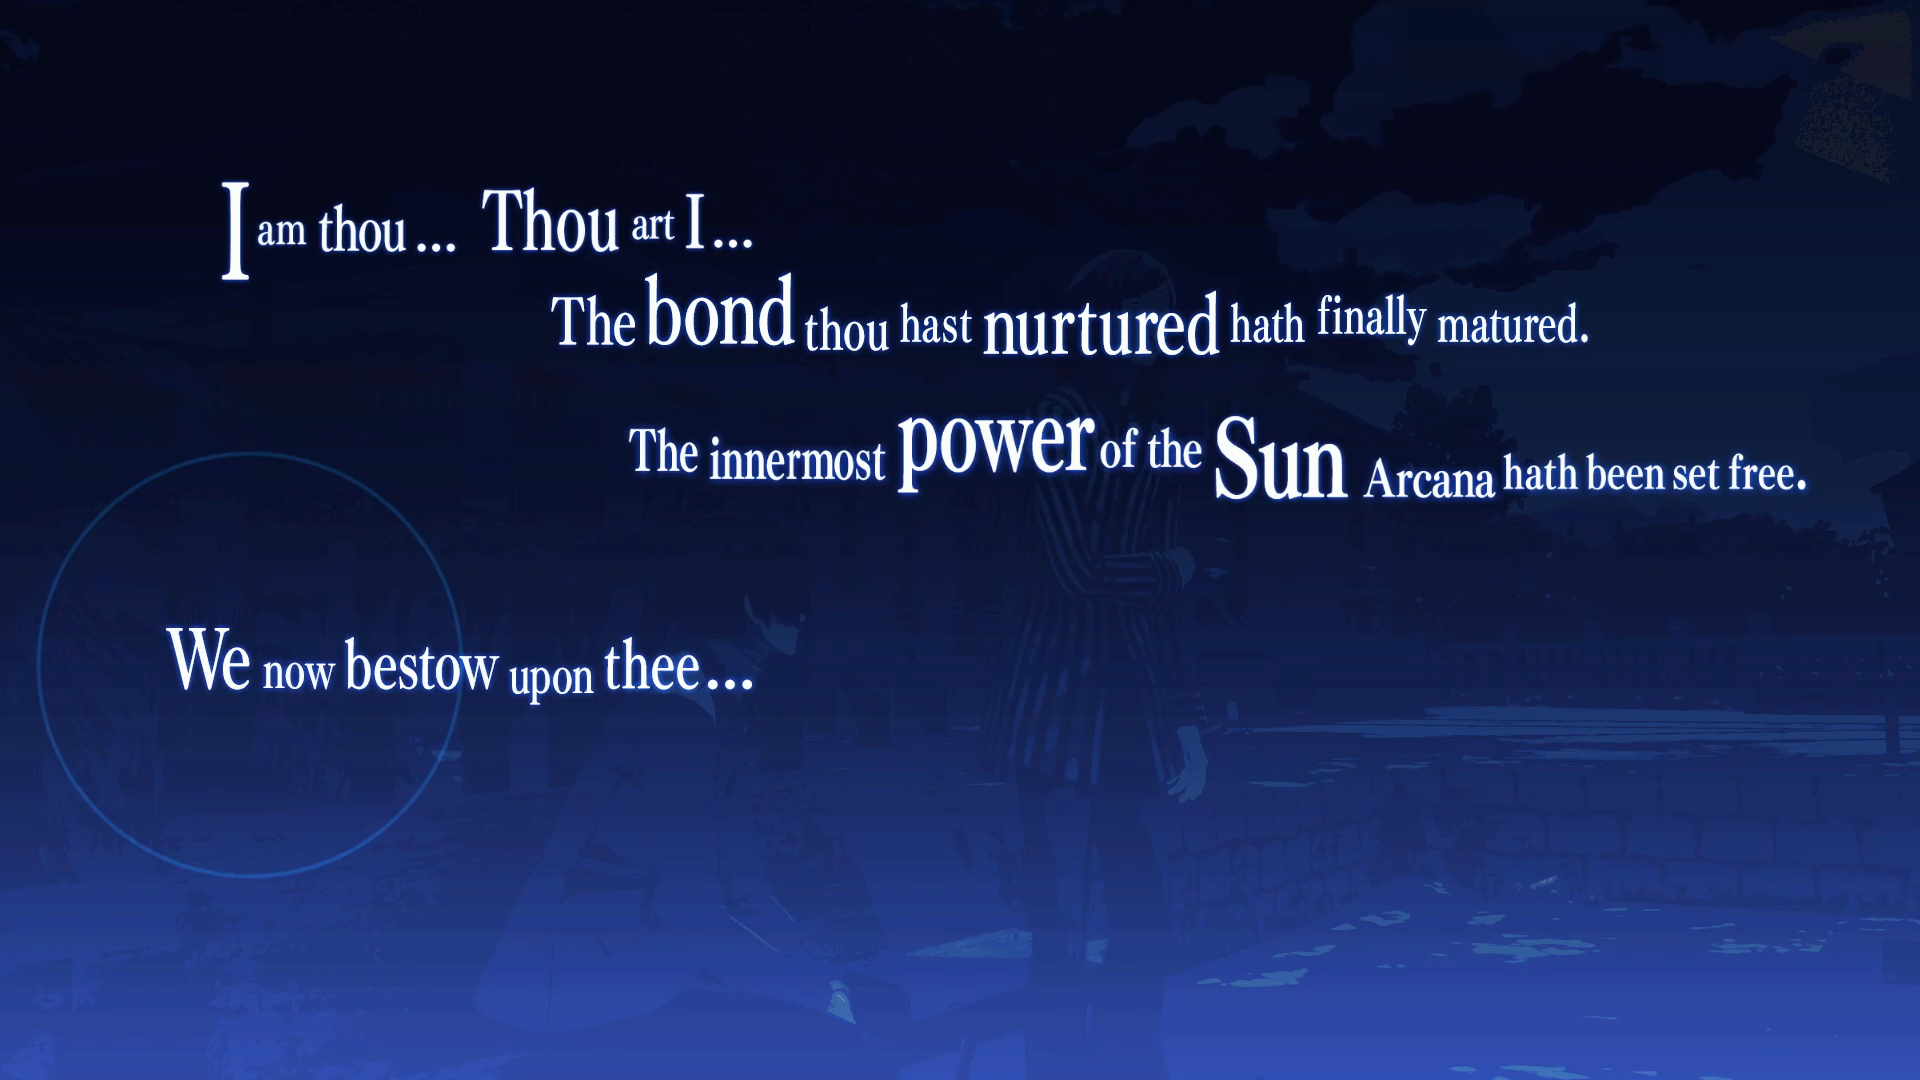 I am thou... Thou art I...
The bond thou hast nurtured hath finally matured.
The innermost power of the Sun Arcana hath been set free.
We now bestow upon thee...